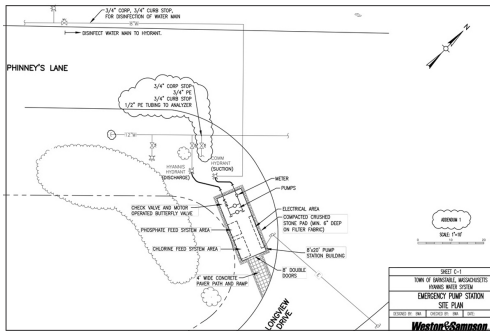 3/4" CORP, 3/4" CURB STOP,
FOR DISINFECTION OF WATER MAIN
8"W
DISINFECT WATER MAIN TO HYDRANT.
N
PHINNEY'S LANE
3/4" CORP STOP
3/4" PE
3/4" CURB STOP
1/2" PE TUBING TO ANALYZER
12"W
HYANNIS
HYDRANT
(DISCHARGE)
COMM
HYDRANT
(SUCTION)
METER
PUMPS
CHECK VALVE AND MOTOR
OPERATED BUTTERFLY VALVE
ELECTRICAL AREA
COMPACTED CRUSHED
STONE PAD (MIN. 6" DEEP
ON FILTER FABRIC)
PHOSPHATE FEED SYSTEM AREA
CHLORINE FEED SYSTEM AREA
8'x20' PUMP
STATION BUILDING
8' DOUBLE
DOORS
4' WIDE CONCRETE
PAVER PATH AND RAMP
LONGVIEW
DRIVE
ADDENDUM 1
SCALE: 1"=10'
SHEET C-1
TOWN OF BARNSTABLE, MASSACHUSETTS
HYANNIS WATER SYSTEM
EMERGENCY PUMP STATION
SITE PLAN
Weston&Sampson